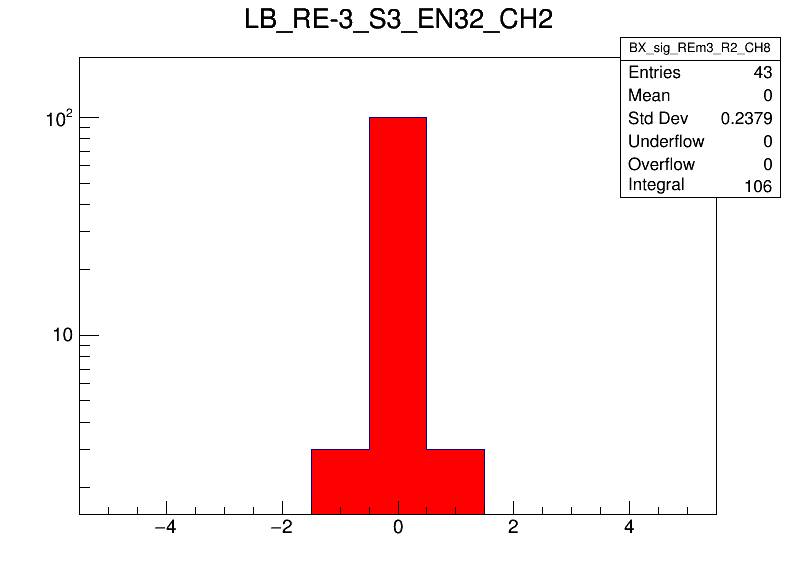 LB_RE-3_S3_EN32_CH2
BX_sig_REm3_R2_CH8
Entries 43
Mean 0
Std Dev 0.2379
Underflow 0
Overflow 0
Integral 106
10²
10
−4 −2 0 2 4